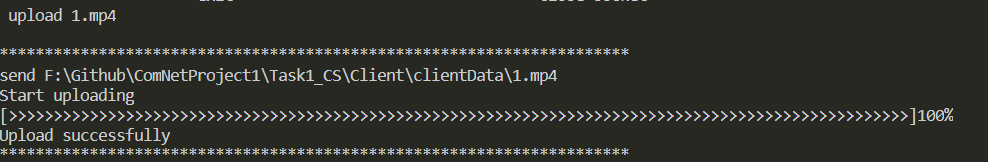 upload 1.mp4
**********************************************************************
send F:\Github\ComNetProject1\Task1_CS\Client\clientData\1.mp4
Start uploading
[>>>>>>>>>>>>>>>>>>>>>>>>>>>>>>>>>>>>>>>>>>>>>>>>>>>>>>>>>>>>>>>>>>>>>>>>>>>>>>>>>>>>>>>>>>>>>>>>>>>>]100%
Upload successfully
**********************************************************************